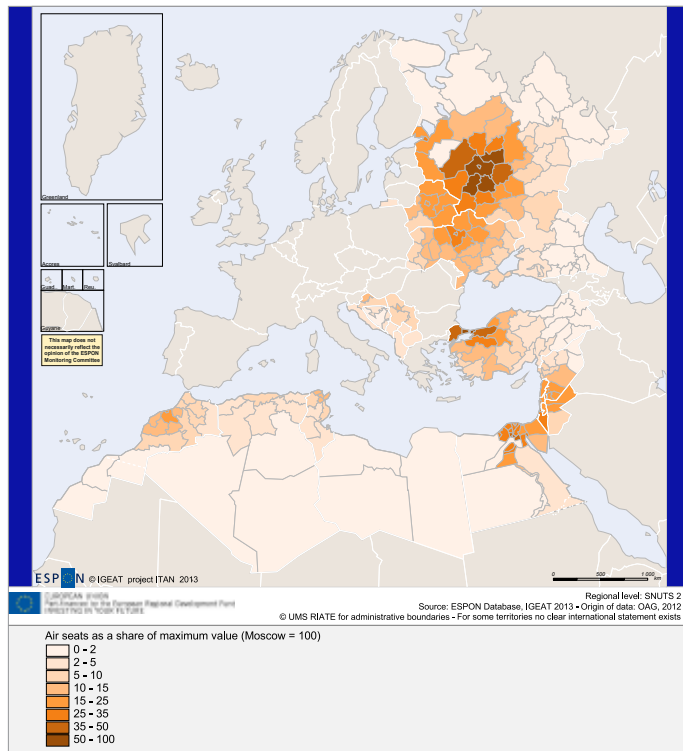 Greenland
Acores
Svalbard
Guad.
Mart.
Reu.
Guyane
This map does not
necessarily reflect the
opinion of the ESPON
Monitoring Committee
ESPON © IGEAT project ITAN 2013
0 500 1 000
km
EUROPEAN UNION
Part-financed by the European Regional Development Fund
INVESTING IN YOUR FUTURE
Regional level: SNUTS 2
Source: ESPON Database, IGEAT 2013 - Origin of data: OAG, 2012
© UMS RIATE for administrative boundaries - For some territories no clear international statement exists
Air seats as a share of maximum value (Moscow = 100)
0 - 2
2 - 5
5 - 10
10 - 15
15 - 25
25 - 35
35 - 50
50 - 100